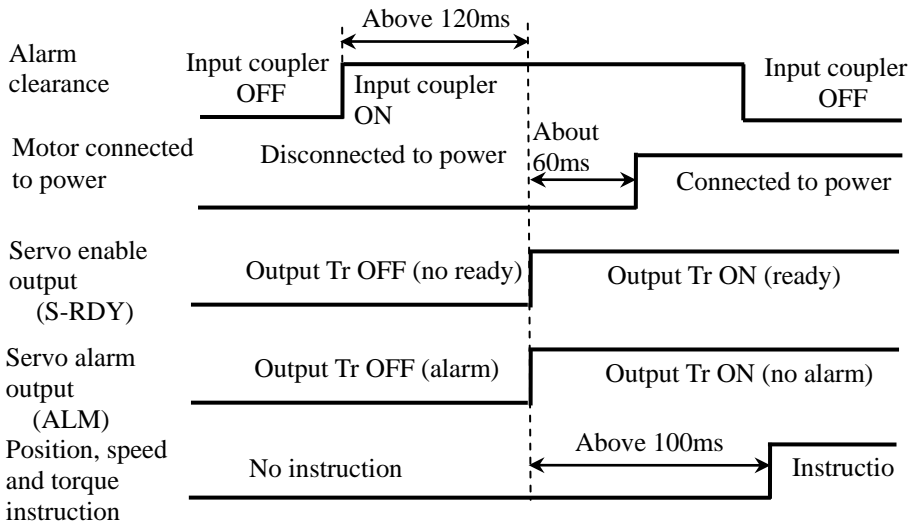 Above 120ms
Alarm
clearance
Input coupler
OFF
Input coupler
ON
Input coupler
OFF
Motor connected
to power
Disconnected to power
About
60ms
Connected to power
Servo enable
output
(S-RDY)
Output Tr OFF (no ready)
Output Tr ON (ready)
Servo alarm
output
(ALM)
Output Tr OFF (alarm)
Output Tr ON (no alarm)
Position, speed
and torque
instruction
No instruction
Above 100ms
Instructio